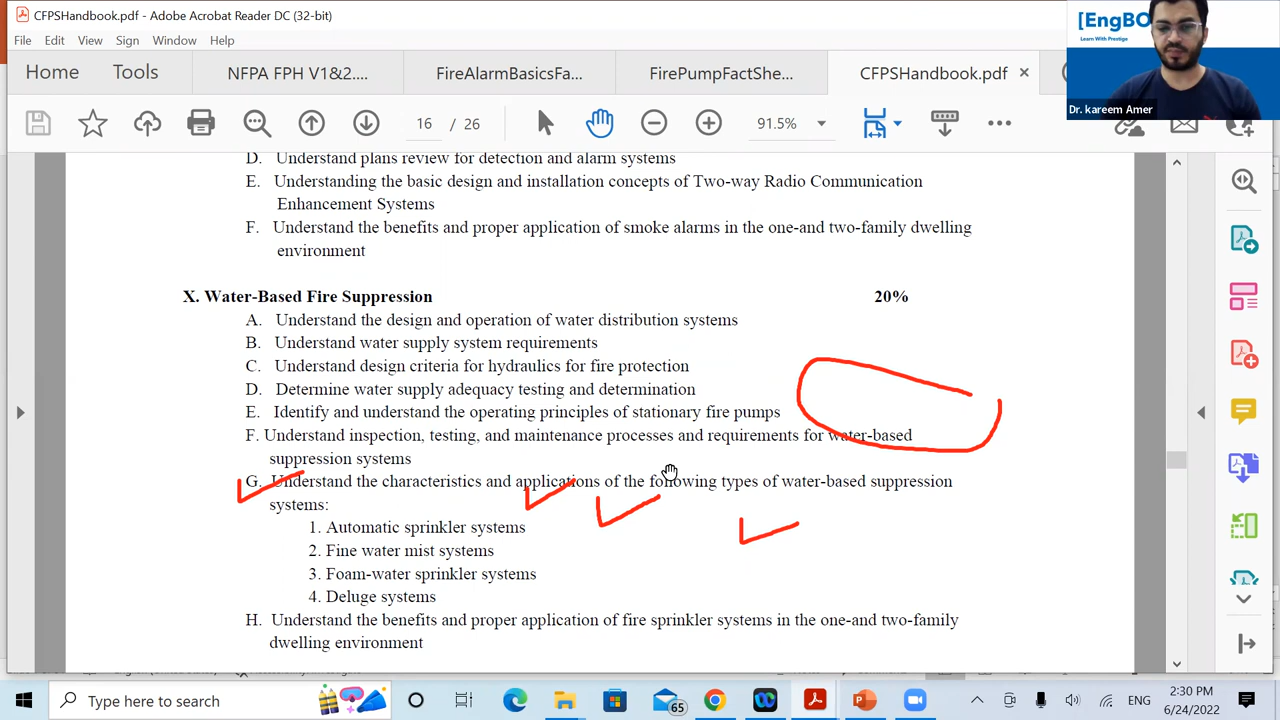 CFPSHandbook.pdf - Adobe Acrobat Reader DC (32-bit)
File Edit View Sign Window Help
Home Tools NFPA FPH V1&2.... FireAlarmBasicsFa... FirePumpFactShe... CFPSHandbook.pdf
[EngBO
Learn With Prestige
Dr. kareem Amer
16 / 26 91.5%
D. Understand plans review for detection and alarm systems
E. Understanding the basic design and installation concepts of Two-way Radio Communication
Enhancement Systems
F. Understand the benefits and proper application of smoke alarms in the one-and two-family dwelling
environment
X. Water-Based Fire Suppression 20%
A. Understand the design and operation of water distribution systems
B. Understand water supply system requirements
C. Understand design criteria for hydraulics for fire protection
D. Determine water supply adequacy testing and determination
E. Identify and understand the operating principles of stationary fire pumps
F. Understand inspection, testing, and maintenance processes and requirements for water-based
suppression systems
G. Understand the characteristics and applications of the following types of water-based suppression
systems:
1. Automatic sprinkler systems
2. Fine water mist systems
3. Foam-water sprinkler systems
4. Deluge systems
H. Understand the benefits and proper application of fire sprinkler systems in the one-and two-family
dwelling environment
Type here to search
65
ENG
2:30 PM
6/24/2022